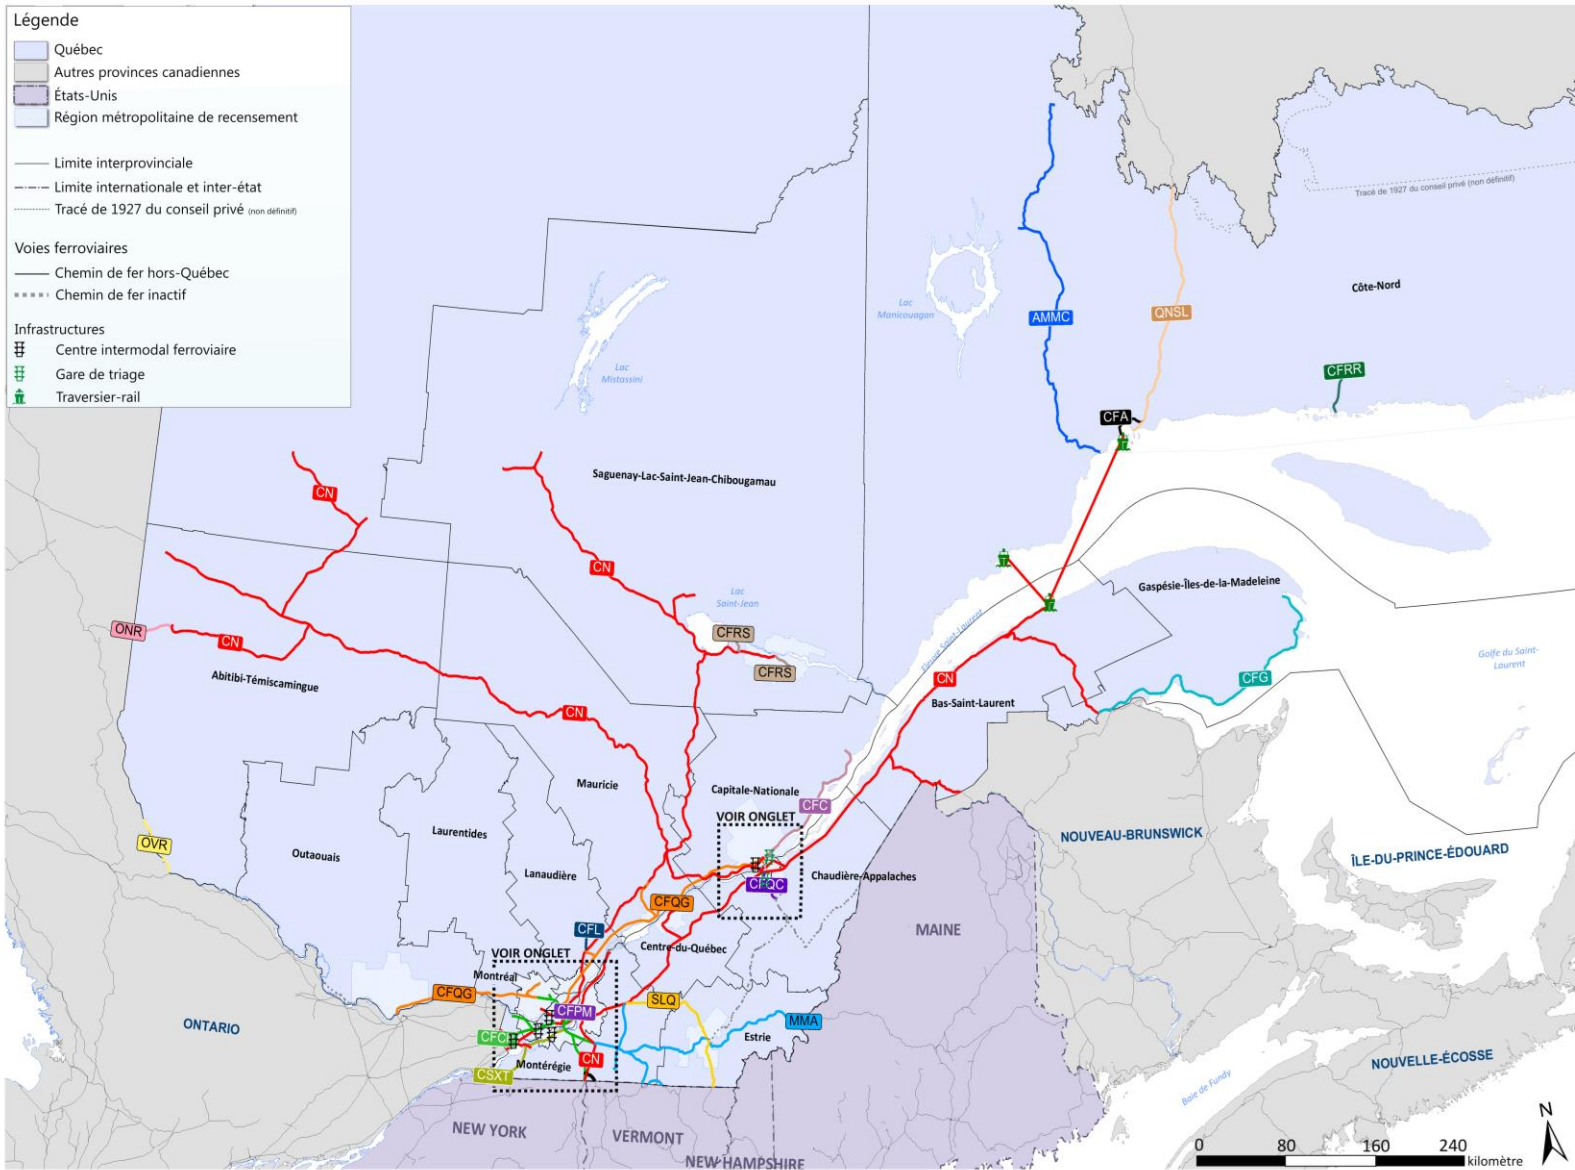 Légende
Québec
Autres provinces canadiennes
États-Unis
Région métropolitaine de recensement
Limite interprovinciale
Limite internationale et inter-état
Tracé de 1927 du conseil privé (non définitif)
Voies ferroviaires
Chemin de fer hors-Québec
Chemin de fer inactif
Infrastructures
Centre intermodal ferroviaire
Gare de triage
Traversier-rail
Tracé de 1927 du conseil privé (non définitif)
Côte-Nord
Lac
Manicouagan
AMMC
QNSL
Lac
Mistassini
CFRR
CFA
Saguenay-Lac-Saint-Jean-Chibougamau
CN
CN
Gaspésie-Îles-de-la-Madeleine
Lac
Saint-Jean
ONR
CN
CFRS
CFRS
Fleuve Saint-Laurent
Golfe du Saint-
Laurent
Abitibi-Témiscamingue
CN
CFG
Bas-Saint-Laurent
CN
Mauricie
Capitale-Nationale
CFC
VOIR ONGLET
Laurentides
NOUVEAU-BRUNSWICK
OVR
Outaouais
ÎLE-DU-PRINCE-ÉDOUARD
Lanaudière
Chaudière-Appalaches
CFQC
CFQG
CFL
MAINE
Centre-du-Québec
VOIR ONGLET
Montréal
CFQG
SLQ
CFPM
MMA
ONTARIO
CFC
Estrie
CN
Montérégie
CSXT
NOUVELLE-ÉCOSSE
Baie de Fundy
NEW YORK
VERMONT
NEW HAMPSHIRE
N
0 80 160 240
kilomètre